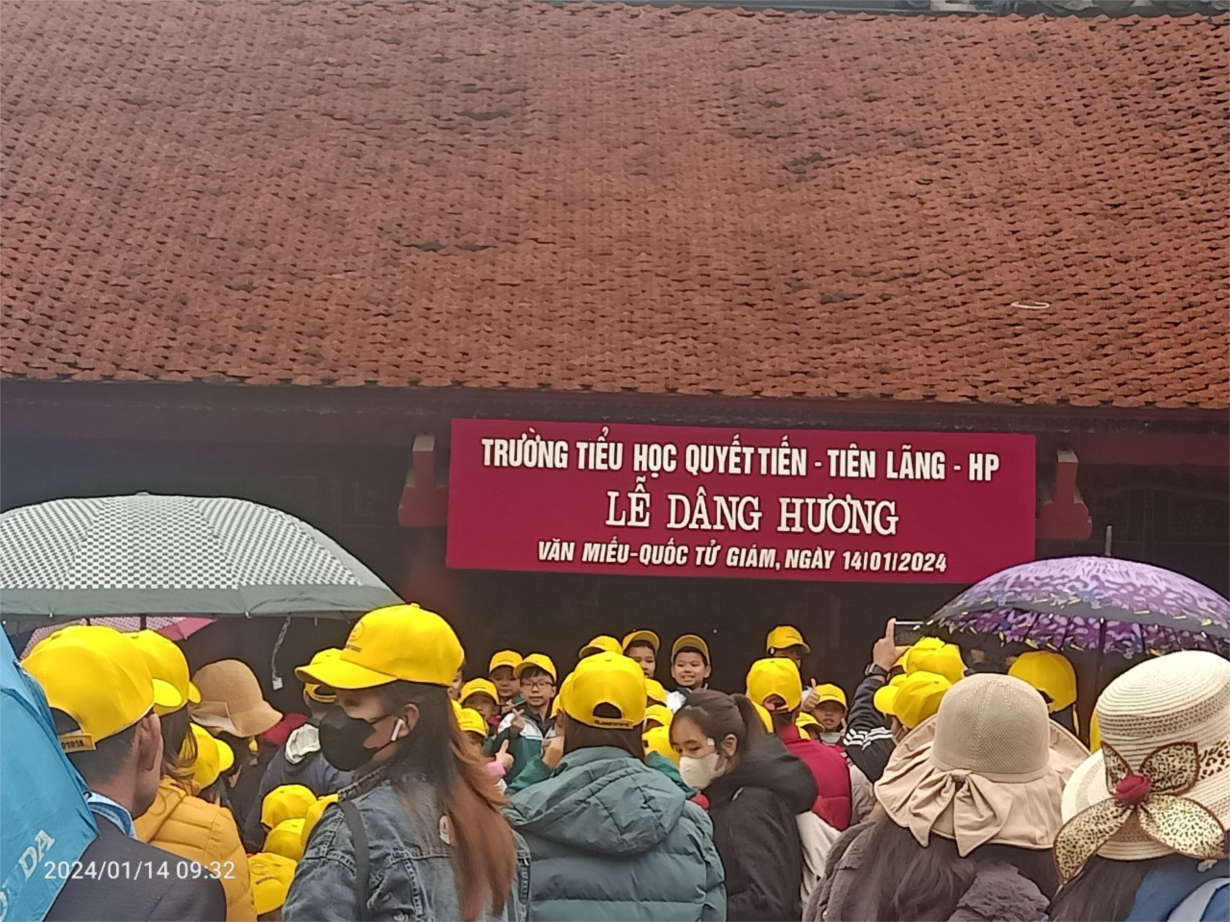 TRƯỜNG TIỂU HỌC QUYẾT TIẾN - TIÊN LÃNG - HP
LỄ DÂNG HƯƠNG
VĂN MIẾU-QUỐC TỬ GIÁM, NGÀY 14|01|2024
DA
2024/01/14 09:32